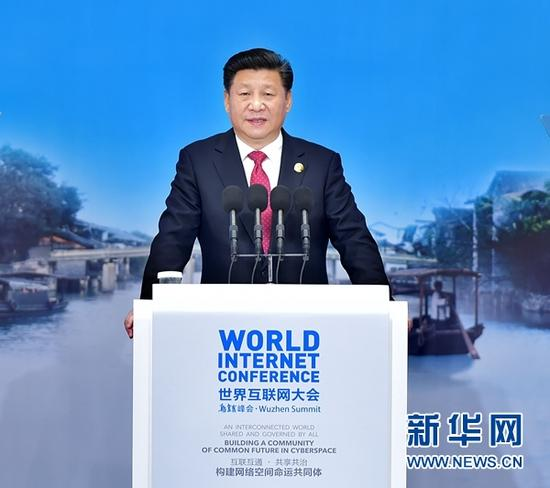 WORLD
INTERNET
CONFERENCE
世界互联网大会
乌镇峰会·Wuzhen Summit
AN INTERCONNECTED WORLD
SHARED AND GOVERNED BY ALL
BUILDING A COMMUNITY
OF COMMON FUTURE IN CYBERSPACE
互联互通·共享共治
构建网络空间命运共同体
新华网
WWW.NEWS.CN